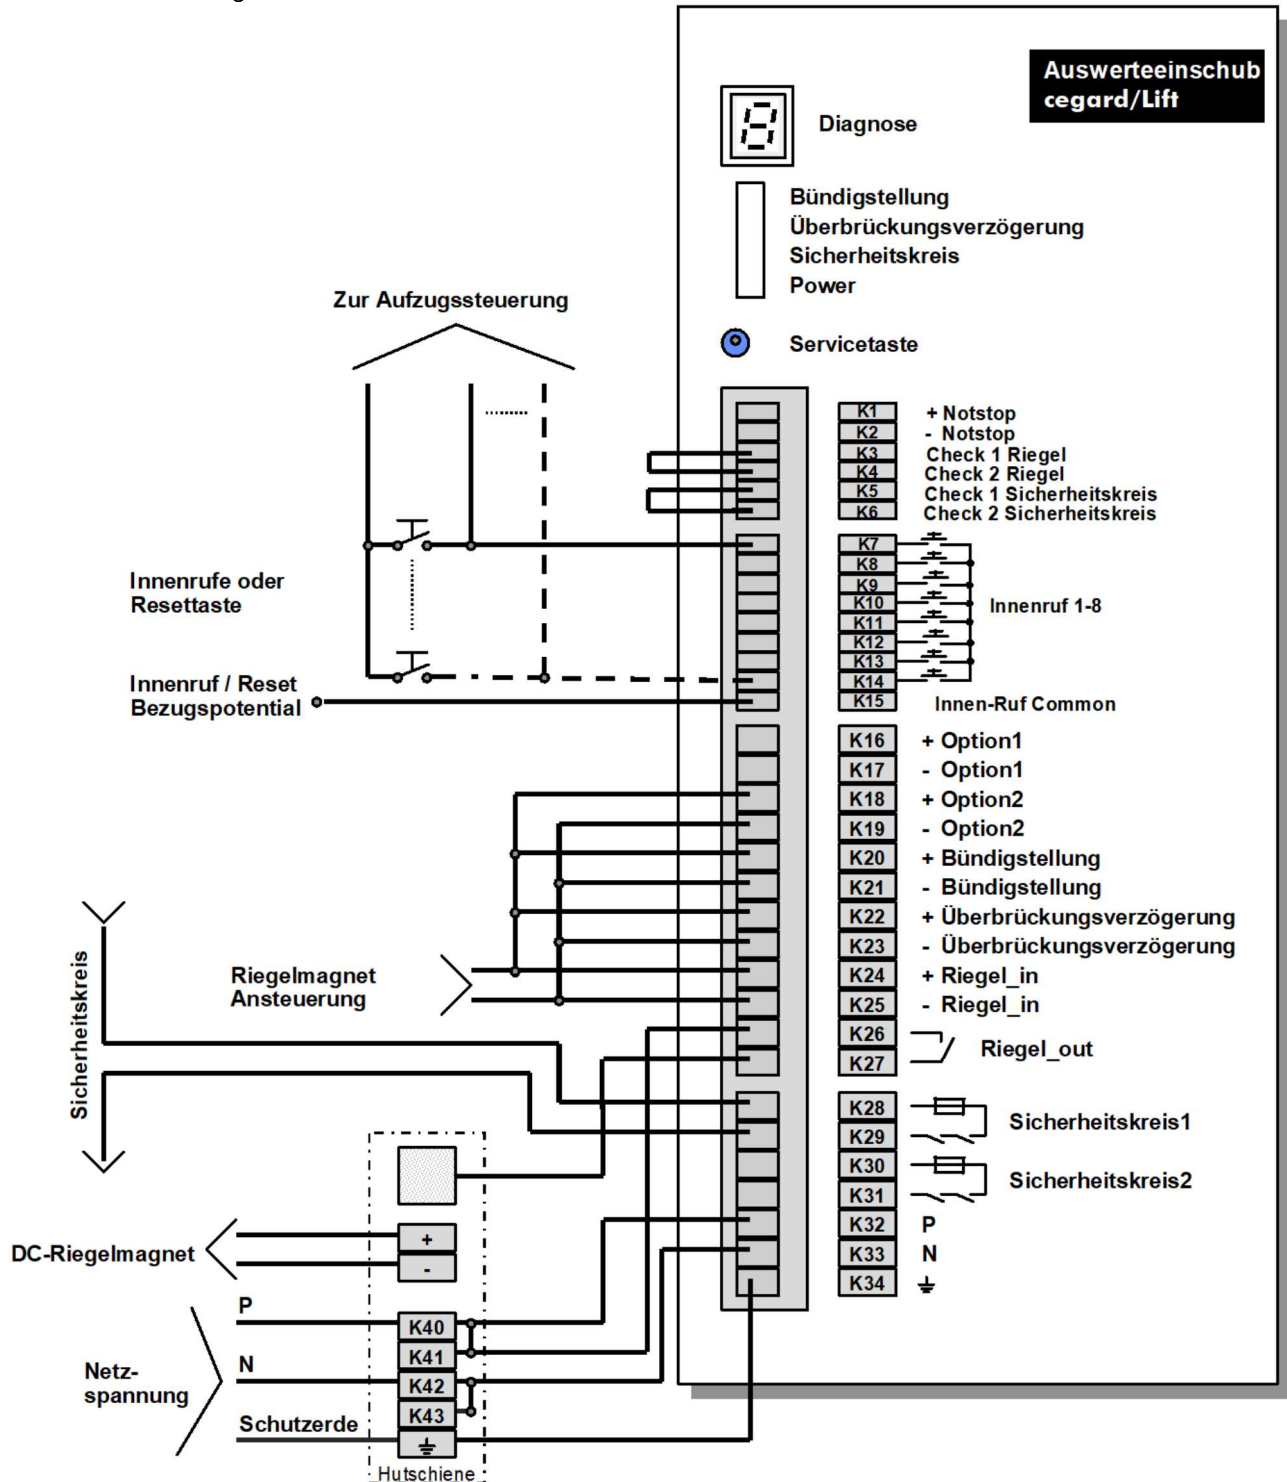 Auswerteeinschub
cegard/Lift
Diagnose
Bündigstellung
Überbrückungsverzögerung
Sicherheitskreis
Power
Zur Aufzugssteuerung
Servicetaste
K1 + Notstop
K2 - Notstop
K3 Check 1 Riegel
K4 Check 2 Riegel
K5 Check 1 Sicherheitskreis
K6 Check 2 Sicherheitskreis
K7
K8
K9
K10
K11
K12
K13
K14
Innenruf 1-8
K15 Innen-Ruf Common
Innenrufe oder
Resettaste
Innenruf / Reset
Bezugspotential
K16 + Option1
K17 - Option1
K18 + Option2
K19 - Option2
K20 + Bündigstellung
K21 - Bündigstellung
K22 + Überbrückungsverzögerung
K23 - Überbrückungsverzögerung
K24 + Riegel_in
K25 - Riegel_in
K26
K27
Riegel_out
Riegelmagnet
Ansteuerung
Sicherheitskreis
K28
K29
Sicherheitskreis1
K30
K31
Sicherheitskreis2
K32 P
K33 N
K34
DC-Riegelmagnet
+
-
P
N
Netz-
spannung
Schutzerde
K40
K41
K42
K43
Hutschiene